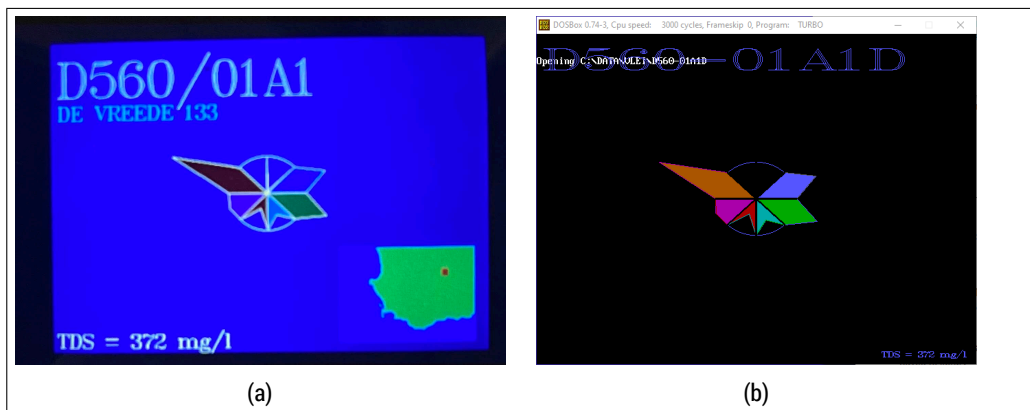 D560/01A1
DE VREEDE 133
TDS = 372 mg/l
(a)
DOSBox 0.74-3, Cpu speed: 3000 cycles, Frameskip 0, Program: TURBO
D560-01A1D
Opening C:\DATA\VLEi\D560-01A1D
TDS = 372 mg/l
(b)